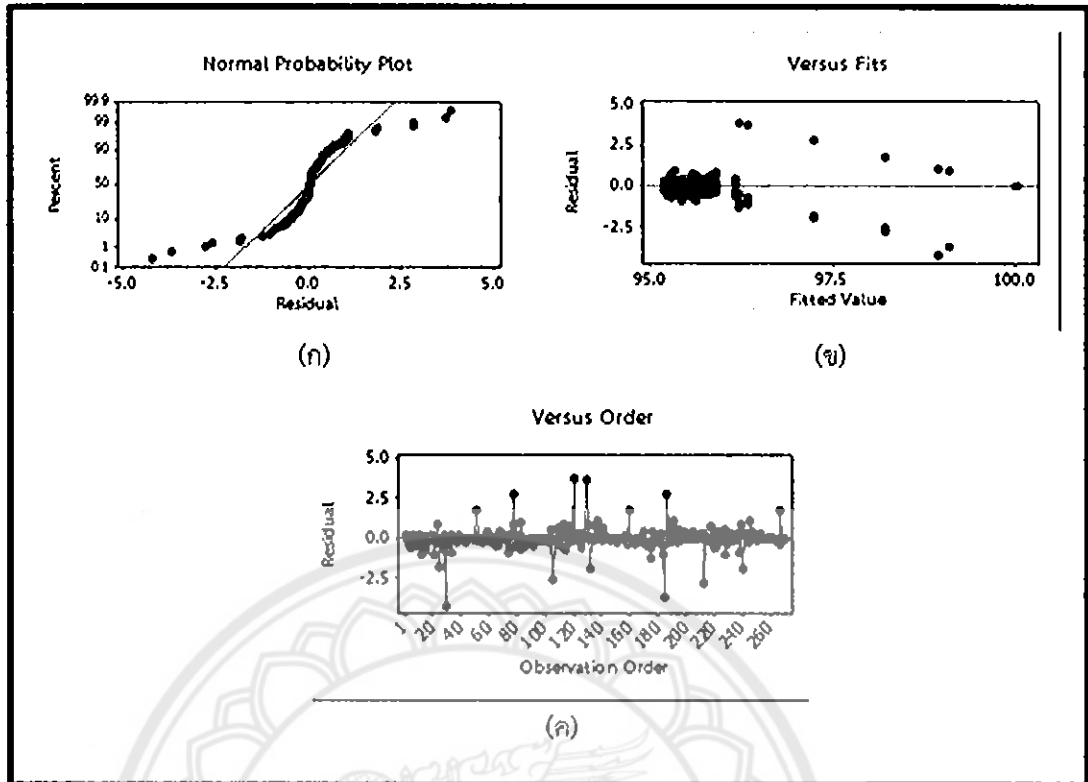 Normal Probability Plot
99.9
99
90
50
10
1
0.1
Percent
-5.0 -2.5 0.0 2.5 5.0
Residual
(ก)
Versus Fits
5.0
2.5
0.0
-2.5
Residual
95.0 97.5 100.0
Fitted Value
(ข)
Versus Order
5.0
2.5
0.0
-2.5
Residual
1 20 40 60 80 100 120 140 160 180 200 220 240 260
Observation Order
(ค)